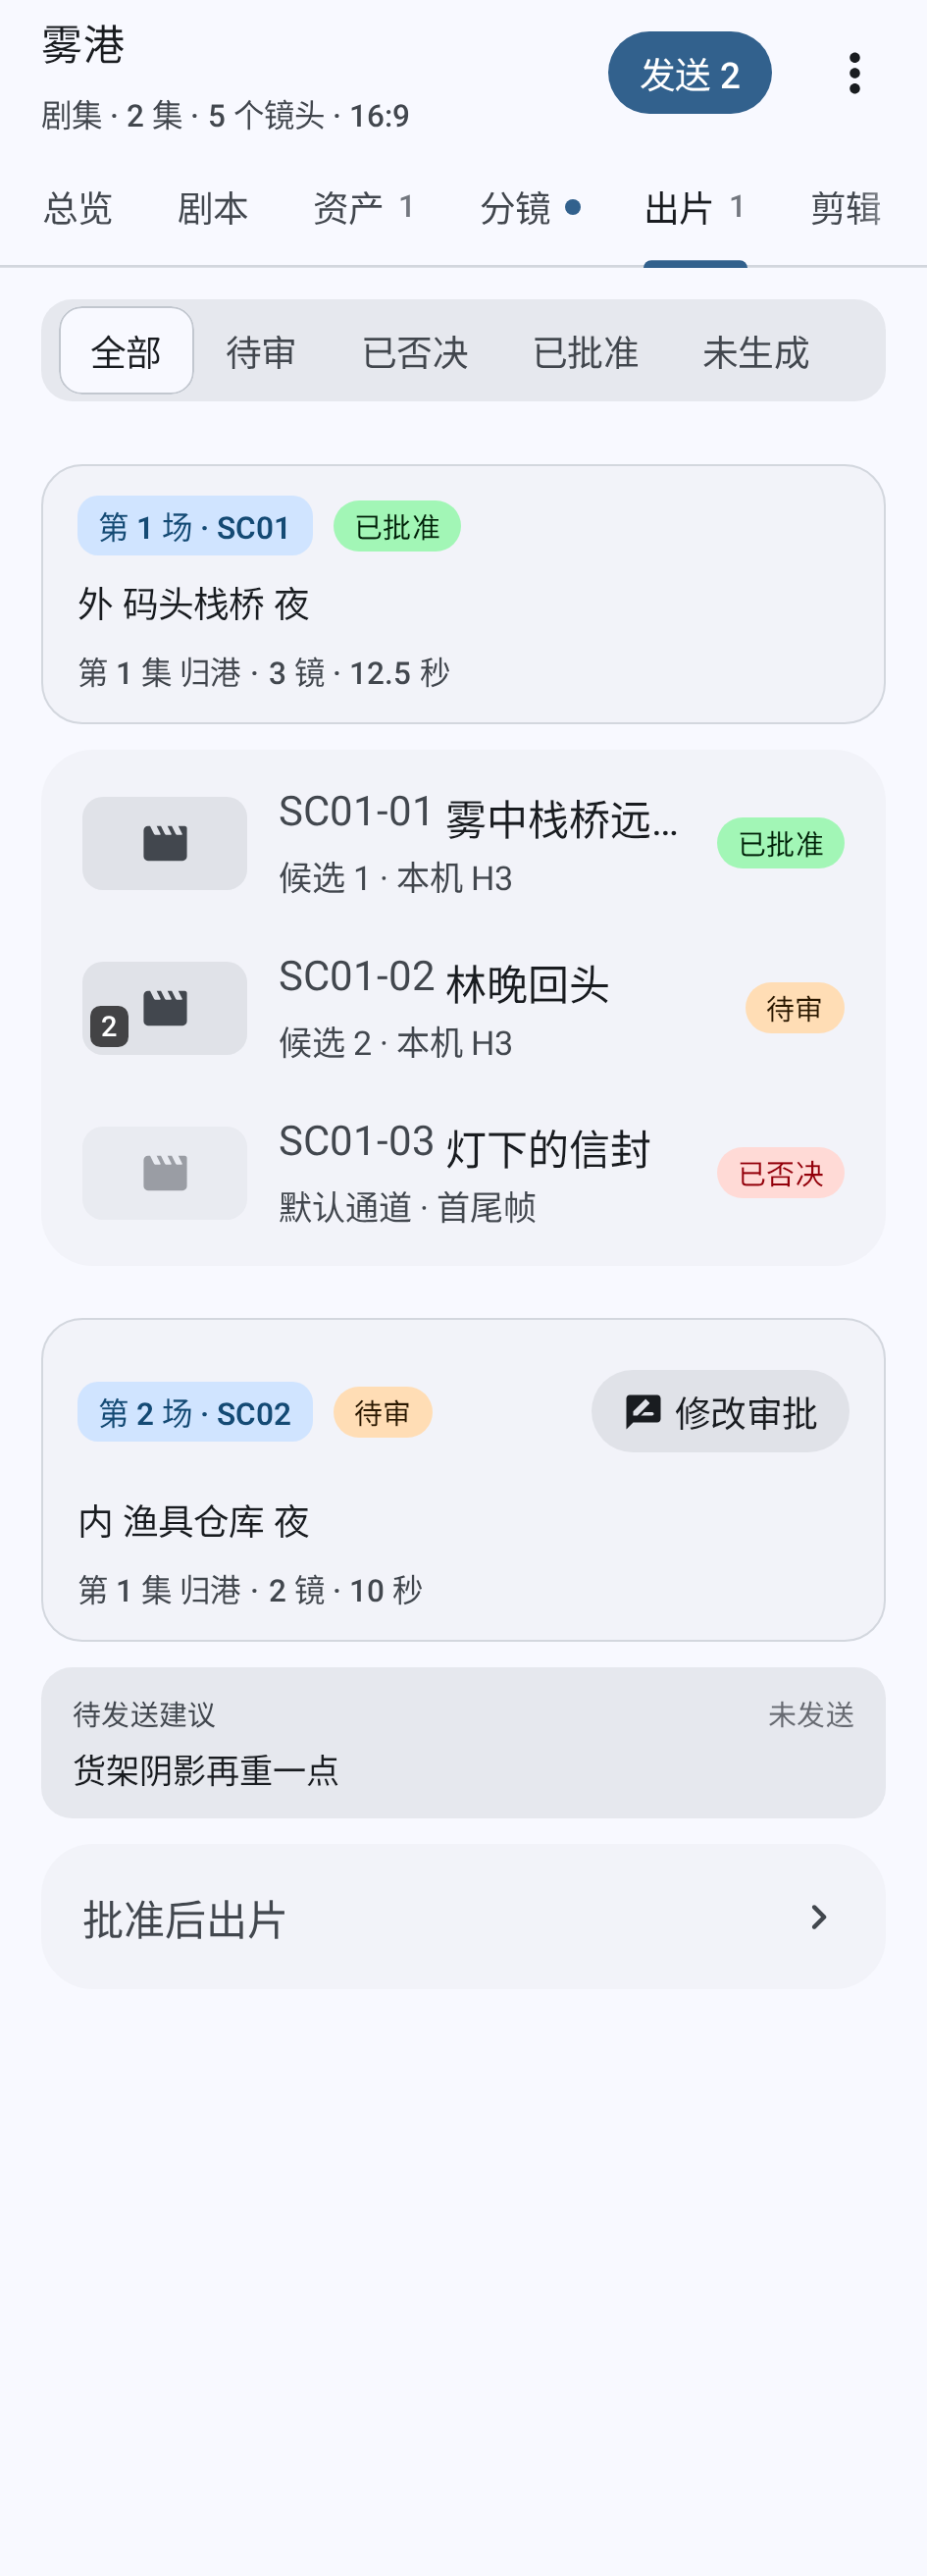 雾港
发送 2
剧集 · 2 集 · 5 个镜头 · 16:9
总览 剧本 资产 1 分镜 出片 1 剪辑
全部 待审 已否决 已批准 未生成
第 1 场 · SC01 已批准
外 码头栈桥 夜
第 1 集 归港 · 3 镜 · 12.5 秒
SC01-01 雾中栈桥远… 已批准
候选 1 · 本机 H3
SC01-02 林晚回头 待审
2
候选 2 · 本机 H3
SC01-03 灯下的信封 已否决
默认通道 · 首尾帧
第 2 场 · SC02 待审 修改审批
内 渔具仓库 夜
第 1 集 归港 · 2 镜 · 10 秒
待发送建议 未发送
货架阴影再重一点
批准后出片